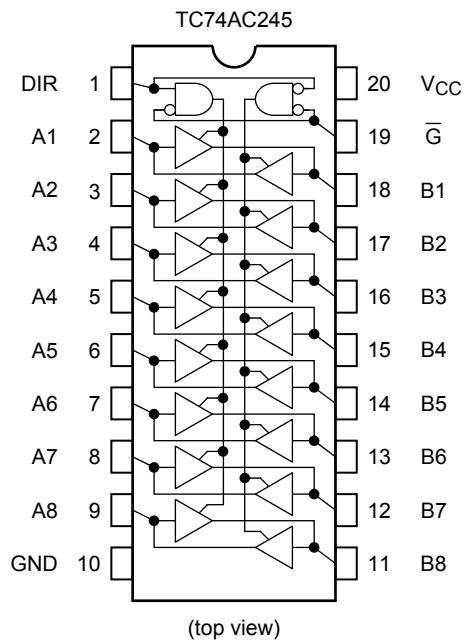 TC74AC245
DIR 1 20 VCC
A1 2 19 G̅
A2 3 18 B1
A3 4 17 B2
A4 5 16 B3
A5 6 15 B4
A6 7 14 B5
A7 8 13 B6
A8 9 12 B7
GND 10 11 B8
(top view)